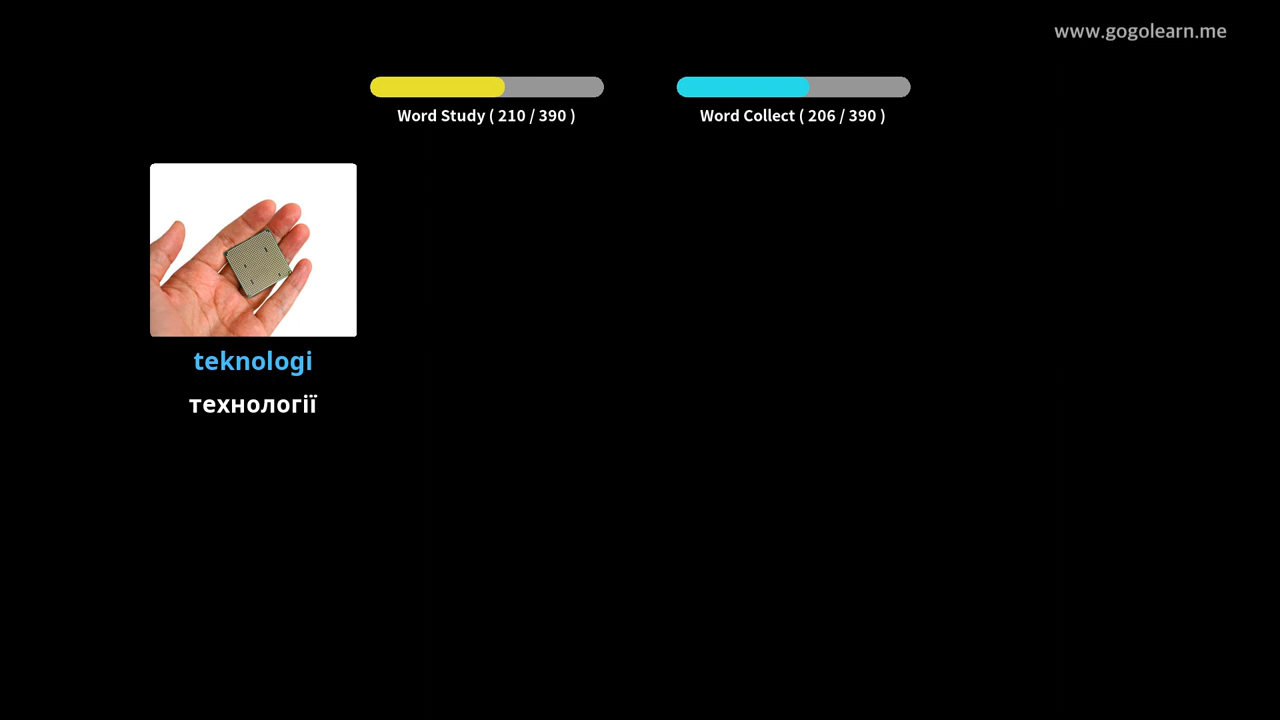 www.gogolearn.me
Word Study ( 210 / 390 )
Word Collect ( 206 / 390 )
teknologi
технології